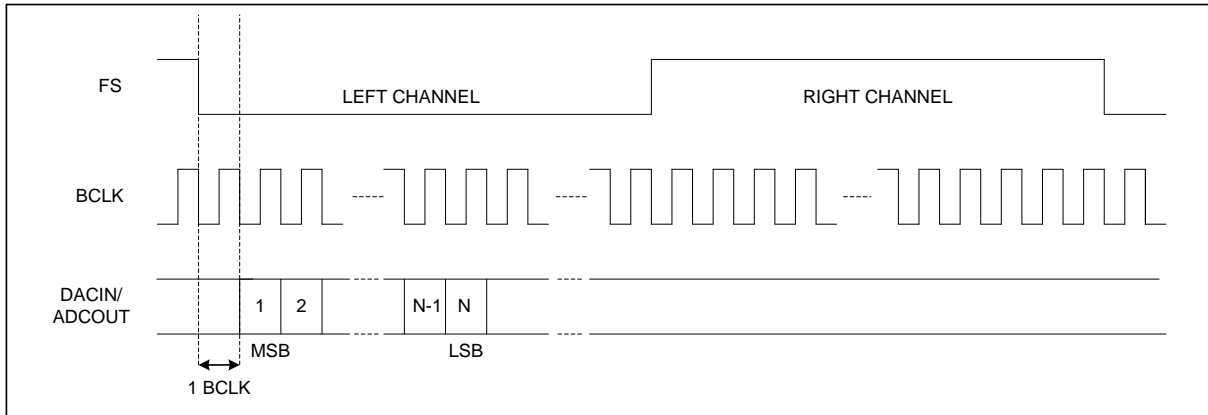 FS
LEFT CHANNEL
RIGHT CHANNEL
BCLK
DACIN/
ADCOUT
1
2
N-1
N
MSB
LSB
1 BCLK